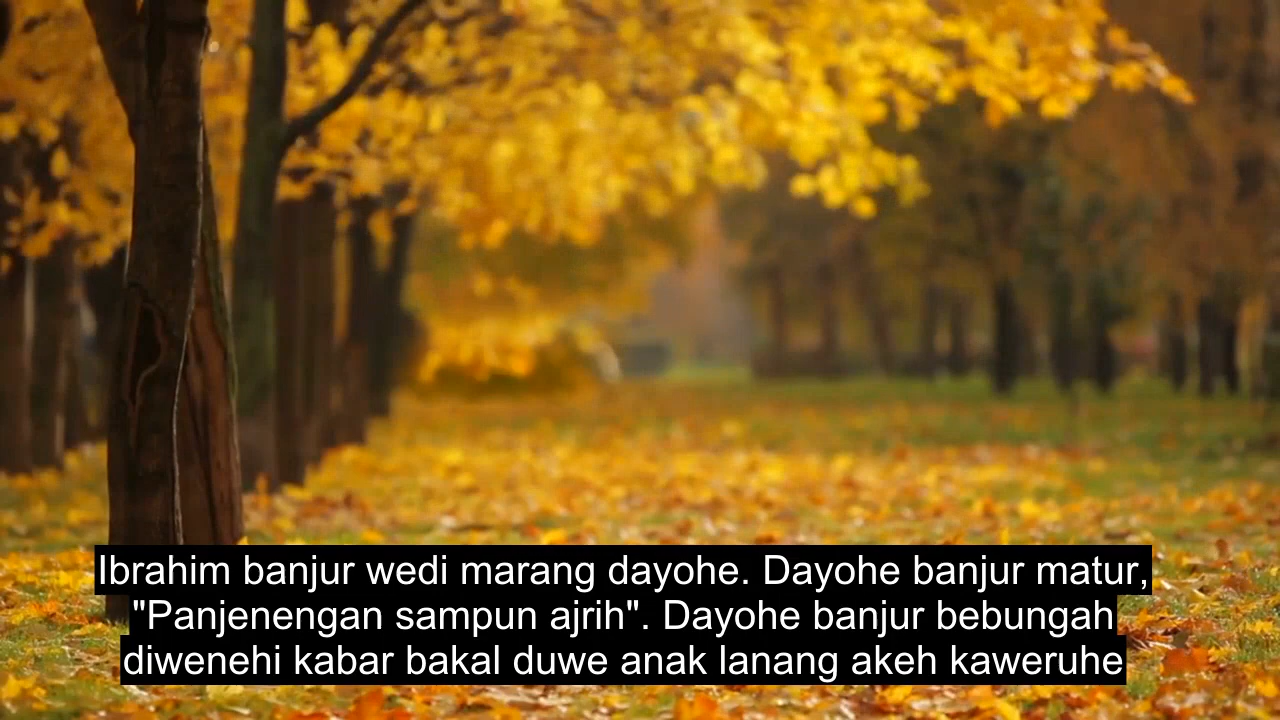 Ibrahim banjur wedi marang dayohe. Dayohe banjur matur,
"Panjenengan sampun ajrih". Dayohe banjur bebungah
diwenehi kabar bakal duwe anak lanang akeh kaweruhe